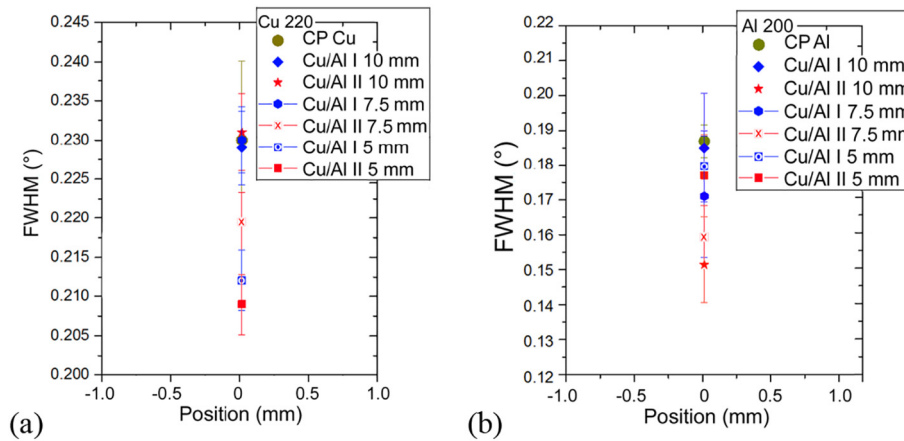 Cu 220
CP Cu
Cu/Al I 10 mm
Cu/Al II 10 mm
Cu/Al I 7.5 mm
Cu/Al II 7.5 mm
Cu/Al I 5 mm
Cu/Al II 5 mm
0.245
0.240
0.235
0.230
0.225
0.220
0.215
0.210
0.205
0.200
FWHM (°)
-1.0
-0.5
0
0.5
1.0
Position (mm)
(a)
Al 200
CP Al
Cu/Al I 10 mm
Cu/Al II 10 mm
Cu/Al I 7.5 mm
Cu/Al II 7.5 mm
Cu/Al I 5 mm
Cu/Al II 5 mm
0.22
0.21
0.20
0.19
0.18
0.17
0.16
0.15
0.14
0.13
0.12
FWHM (°)
-1.0
-0.5
0
0.5
1.0
Position (mm)
(b)